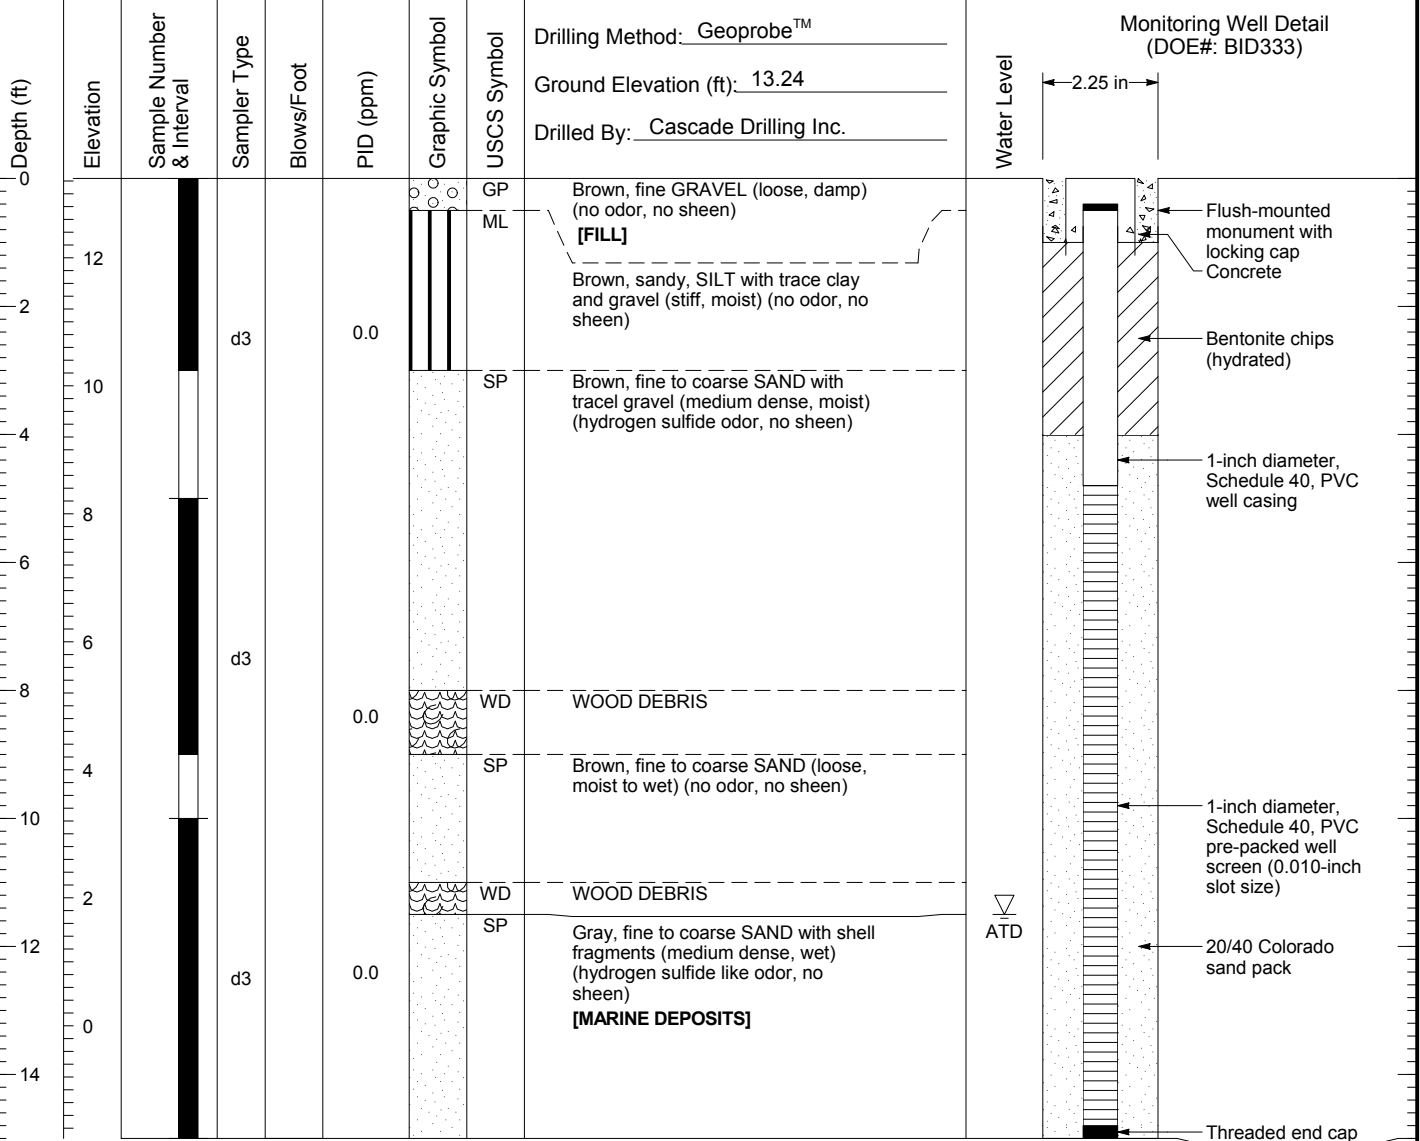 Drilling Method: Geoprobe™
Ground Elevation (ft): 13.24
Drilled By: Cascade Drilling Inc.
Monitoring Well Detail
(DOE#: BID333)
2.25 in
Depth (ft)
Elevation
Sample Number
& Interval
Sampler Type
Blows/Foot
PID (ppm)
Graphic Symbol
USCS Symbol
Water Level
0
2
4
6
8
10
12
14
12
10
8
6
4
2
0
d3
d3
d3
0.0
0.0
0.0
GP
ML
SP
WD
SP
WD
SP
Brown, fine GRAVEL (loose, damp)
(no odor, no sheen)
[FILL]
Brown, sandy, SILT with trace clay
and gravel (stiff, moist) (no odor, no
sheen)
Brown, fine to coarse SAND with
tracel gravel (medium dense, moist)
(hydrogen sulfide odor, no sheen)
WOOD DEBRIS
Brown, fine to coarse SAND (loose,
moist to wet) (no odor, no sheen)
WOOD DEBRIS
Gray, fine to coarse SAND with shell
fragments (medium dense, wet)
(hydrogen sulfide like odor, no
sheen)
[MARINE DEPOSITS]
ATD
Flush-mounted
monument with
locking cap
Concrete
Bentonite chips
(hydrated)
1-inch diameter,
Schedule 40, PVC
well casing
1-inch diameter,
Schedule 40, PVC
pre-packed well
screen (0.010-inch
slot size)
20/40 Colorado
sand pack
Threaded end cap